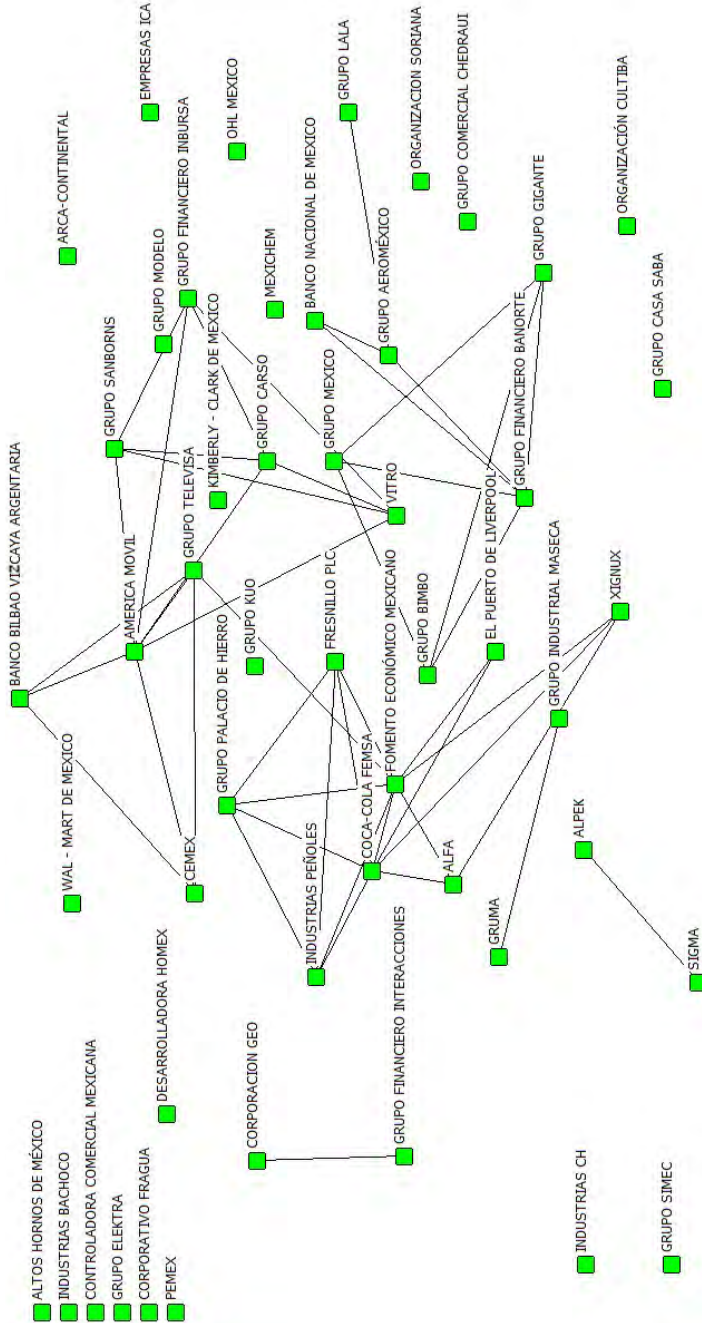 ALTOS HORNOS DE MÉXICO
INDUSTRIAS BACHOCO
CONTROLADORA COMERCIAL MEXICANA
GRUPO ELEKTRA
CORPORATIVO FRAGUA
PEMEX
DESARROLLADORA HOMEX
CORPORACION GEO
GRUPO FINANCIERO INTERACCIONES
INDUSTRIAS CH
GRUPO SIMEC
WAL - MART DE MEXICO
CEMEX
INDUSTRIAS PEÑOLES
GRUMA
SIGMA
BANCO BILBAO VIZCAYA ARGENTARIA
AMERICA MOVIL
GRUPO TELEVISA
GRUPO KUO
GRUPO PALACIO DE HIERRO
FRESNILLO PLC
COCA-COLA FEMSA
FOMENTO ECONÓMICO MEXICANO
ALFA
GRUPO BIMBO
EL PUERTO DE LIVERPOOL
GRUPO INDUSTRIAL MASECA
ALPEK
XIGNUX
GRUPO SANBORNS
GRUPO MODELO
GRUPO FINANCIERO INBURSA
KIMBERLY - CLARK DE MEXICO
GRUPO CARSO
MEXICHEM
GRUPO MEXICO
VITRO
BANCO NACIONAL DE MEXICO
GRUPO AEROMÉXICO
GRUPO FINANCIERO BANORTE
GRUPO GIGANTE
GRUPO CASA SABA
ARCA-CONTINENTAL
EMPRESAS ICA
OHL MEXICO
GRUPO LALA
ORGANIZACION SORIANA
GRUPO COMERCIAL CHEDRAUI
ORGANIZACIÓN CULTIBA